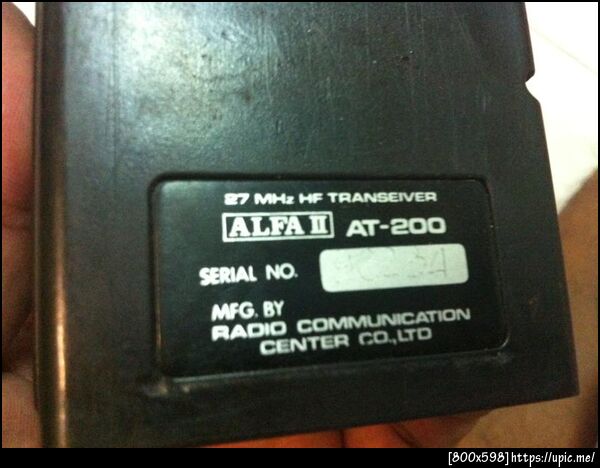 27 MHz HF TRANSEIVER
ALFA II AT-200
SERIAL NO.
MFG. BY
RADIO COMMUNICATION
CENTER CO.,LTD
[800x598]https://upic.me/